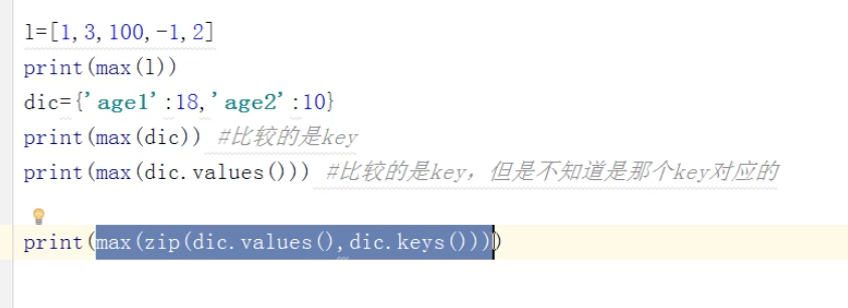 l=[1,3,100,-1,2]
print(max(l))
dic={'age1':18,'age2':10}
print(max(dic)) #比较的是key
print(max(dic.values())) #比较的是key，但是不知道是那个key对应的
print(max(zip(dic.values(),dic.keys())))